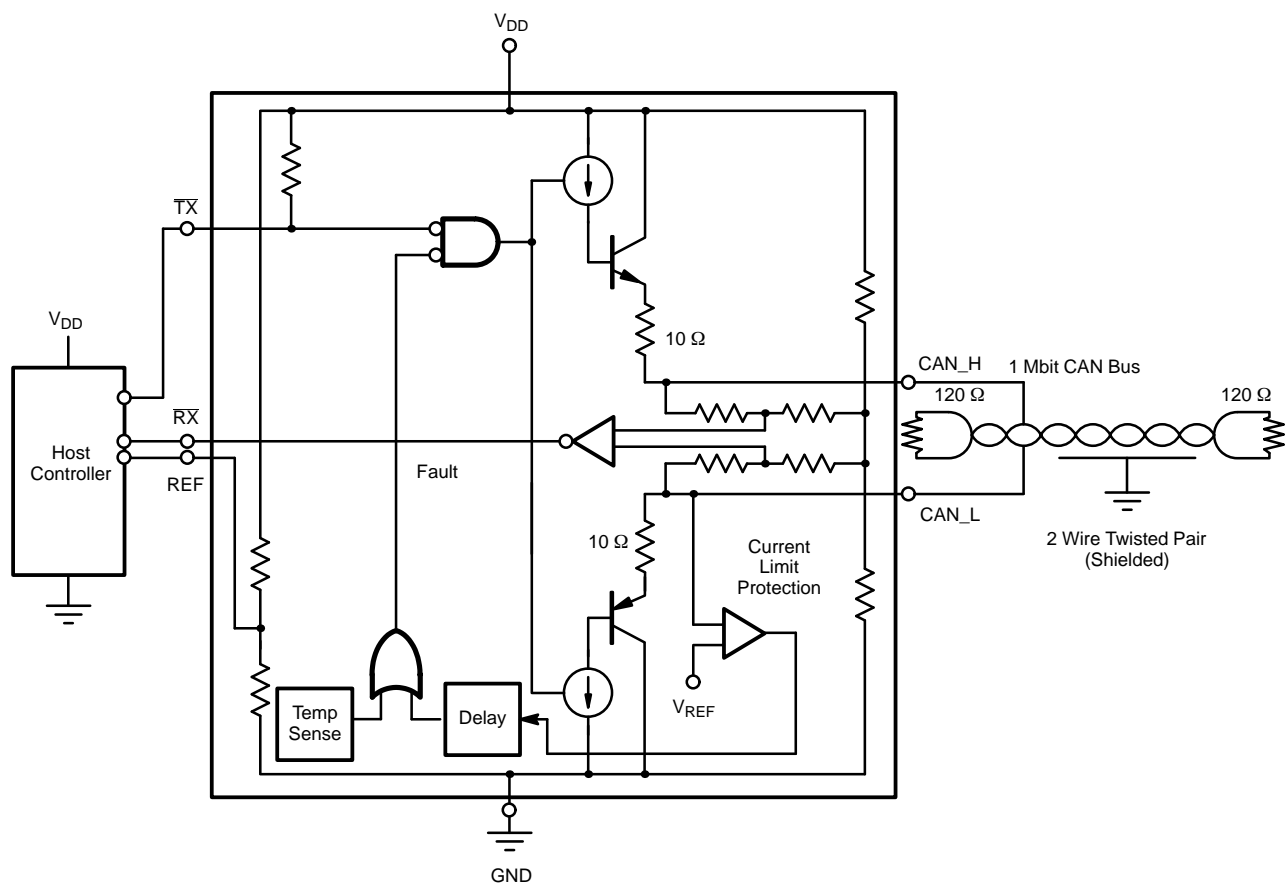 VDD
TX
VDD
10 Ω
CAN_H
1 Mbit CAN Bus
120 Ω
120 Ω
RX
Host
Controller
Fault
REF
CAN_L
10 Ω
Current
Limit
Protection
2 Wire Twisted Pair
(Shielded)
Temp
Sense
Delay
VREF
GND